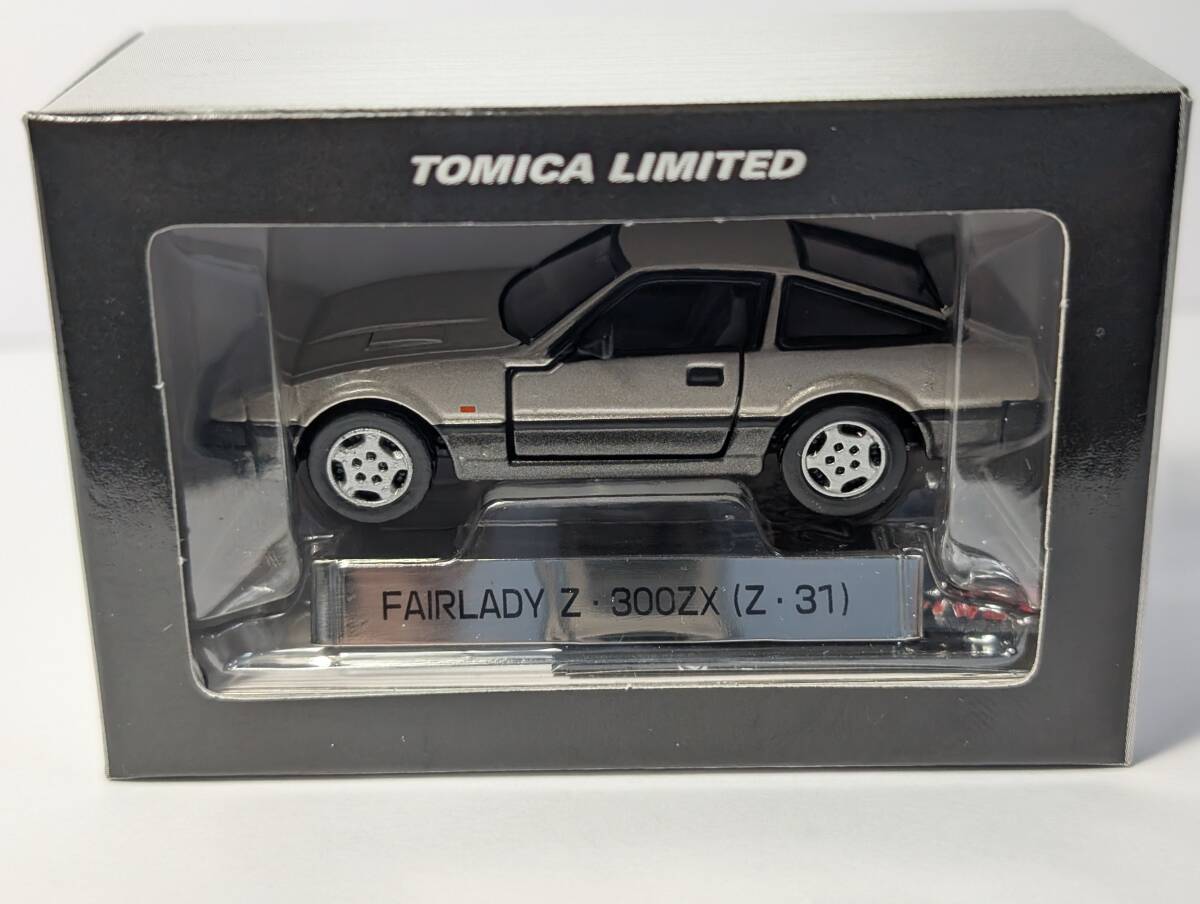 TOMICA LIMITED
FAIRLADY Z · 300ZX (Z · 31)